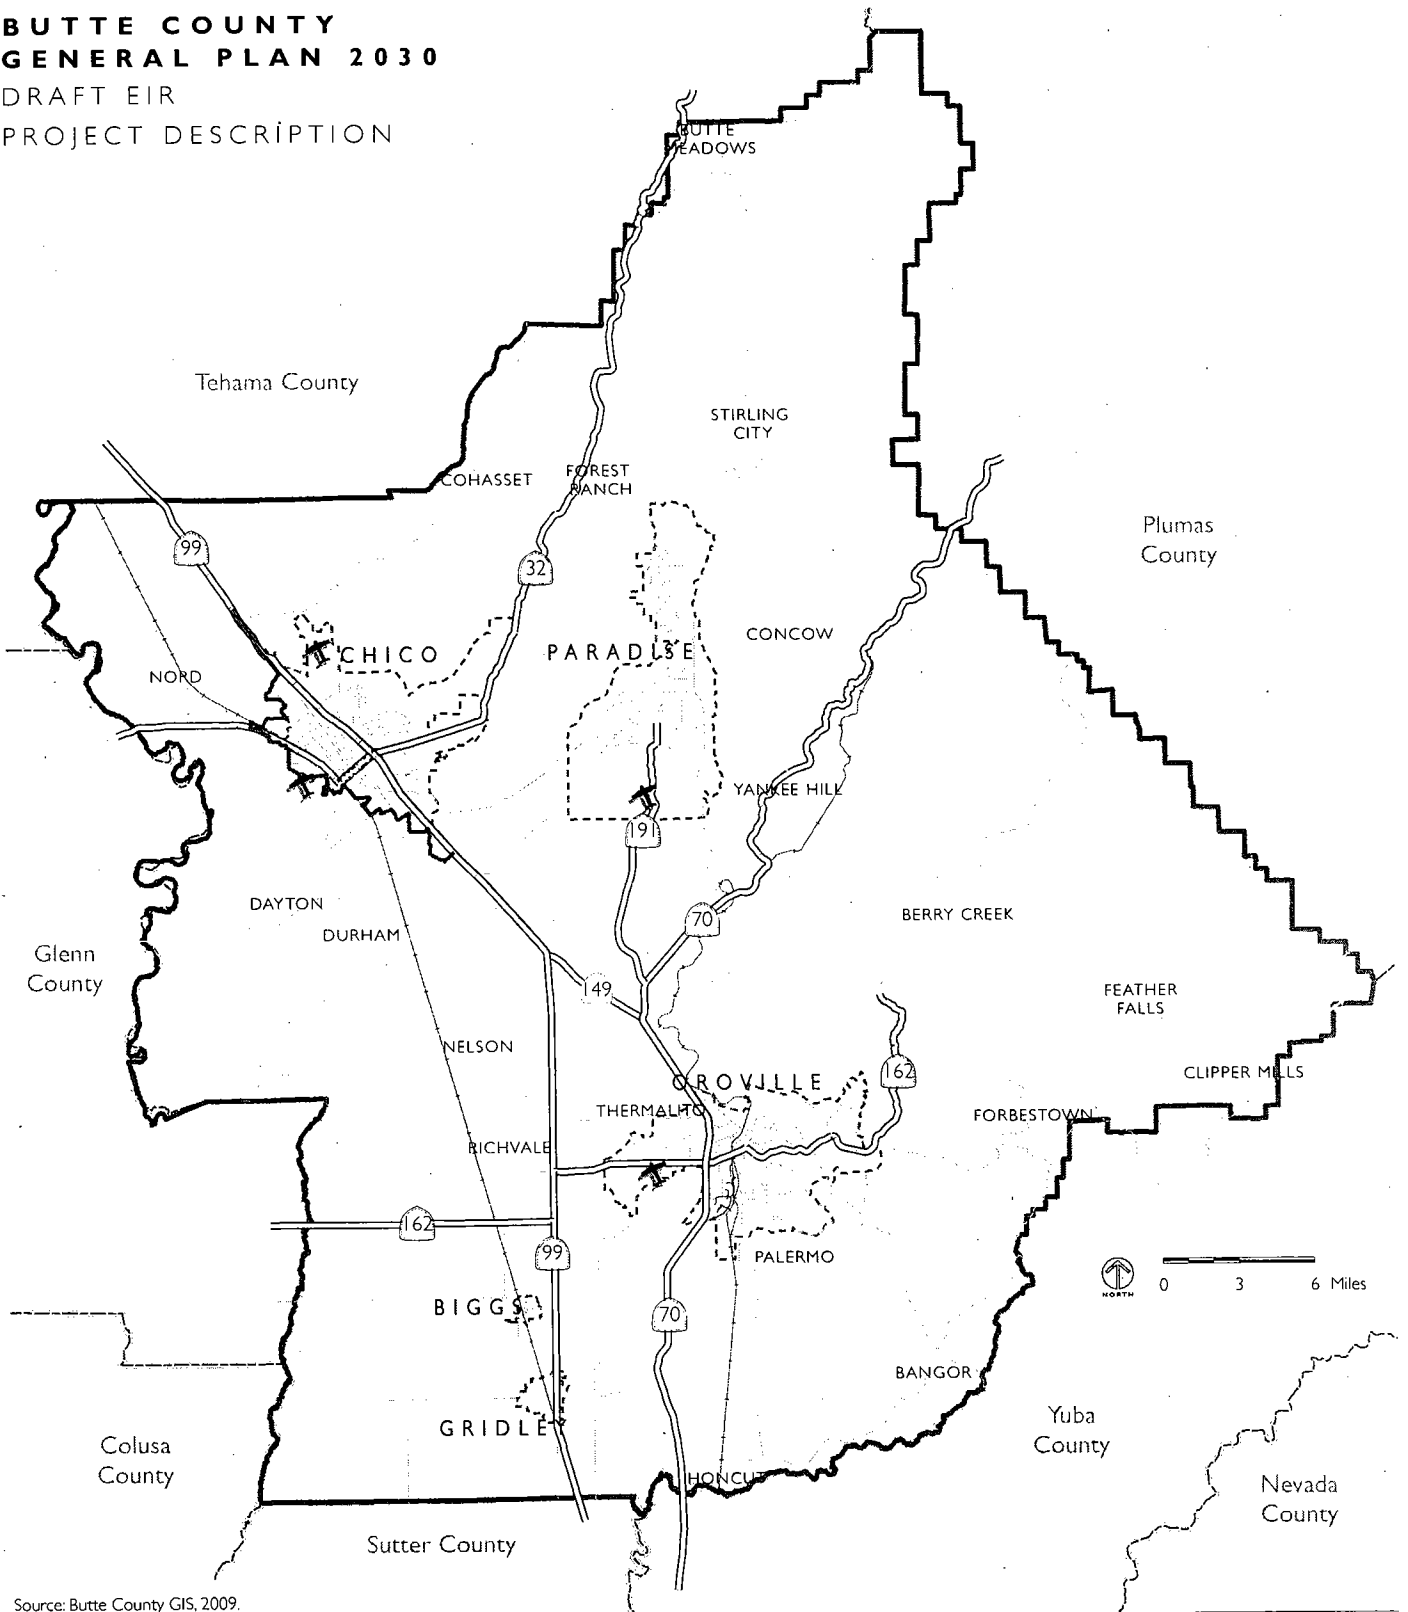 BUTTE COUNTY
GENERAL PLAN 2030
DRAFT EIR
PROJECT DESCRIPTION
BUTTE
MEADOWS
Tehama County
STIRLING
CITY
COHASSET
FOREST
RANCH
Plumas
County
99
32
CONCOW
CHICO
PARADISE
NORD
YANKEE HILL
191
DAYTON
70
BERRY CREEK
DURHAM
Glenn
County
149
FEATHER
FALLS
NELSON
162
CLIPPER MILLS
OROVILLE
THERMALITO
FORBESTOWN
RICHVALE
162
99
PALERMO
NORTH
0 3 6 Miles
BIGGS
70
BANGOR
GRIDLE
Yuba
County
Colusa
County
HONCUT
Nevada
County
Sutter County
Source: Butte County GIS, 2009.